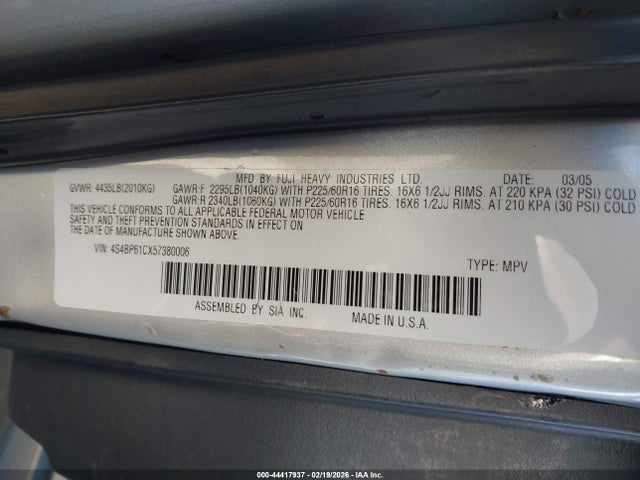 MFD BY FUJI HEAVY INDUSTRIES LTD. DATE: 03/05
GVWR: 4435LB(2010KG) GAWR:F 2295LB(1040KG) WITH P225/60R16 TIRES. 16X6 1/2JJ RIMS. AT 220 KPA (32 PSI) COLD
GAWR:R 2340LB(1060KG) WITH P225/60R16 TIRES. 16X6 1/2JJ RIMS. AT 210 KPA (30 PSI) COLD
THIS VEHICLE CONFORMS TO ALL APPLICABLE FEDERAL MOTOR VEHICLE
SAFETY AND THEFT PREVENTION STANDARDS IN EFFECT ON
THE DATE OF MANUFACTURE SHOWN ABOVE.
VIN: 4S4BP61CX57380006 TYPE: MPV
ASSEMBLED BY SIA INC. MADE IN U.S.A.
000-44417937 - 02/19/2026 - IAAI.COM